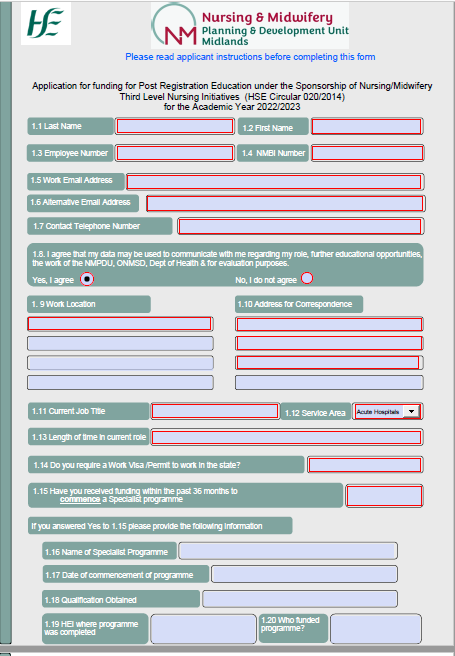 Nursing & Midwifery
Planning & Development Unit
Midlands
Please read applicant instructions before completing this form
Application for funding for Post Registration Education under the Sponsorship of Nursing/Midwifery
Third Level Nursing Initiatives (HSE Circular 020/2014)
for the Academic Year 2022/2023
1.1 Last Name
1.2 First Name
1.3 Employee Number
1.4 NMBI Number
1.5 Work Email Address
1.6 Alternative Email Address
1.7 Contact Telephone Number
1.8. I agree that my data may be used to communicate with me regarding my role, further educational opportunities,
the work of the NMPDU, ONMSD, Dept of Health & for evaluation purposes.
Yes, I agree
No, I do not agree
1. 9 Work Location
1.10 Address for Correspondence
1.11 Current Job Title
1.12 Service Area
Acute Hospitals
1.13 Length of time in current role
1.14 Do you require a Work Visa /Permit to work in the state?
1.15 Have you received funding within the past 36 months to
commence a Specialist programme
If you answered Yes to 1.15 please provide the following information
1.16 Name of Specialist Programme
1.17 Date of commencement of programme
1.18 Qualification Obtained
1.19 HEI where programme
was completed
1.20 Who funded
programme?